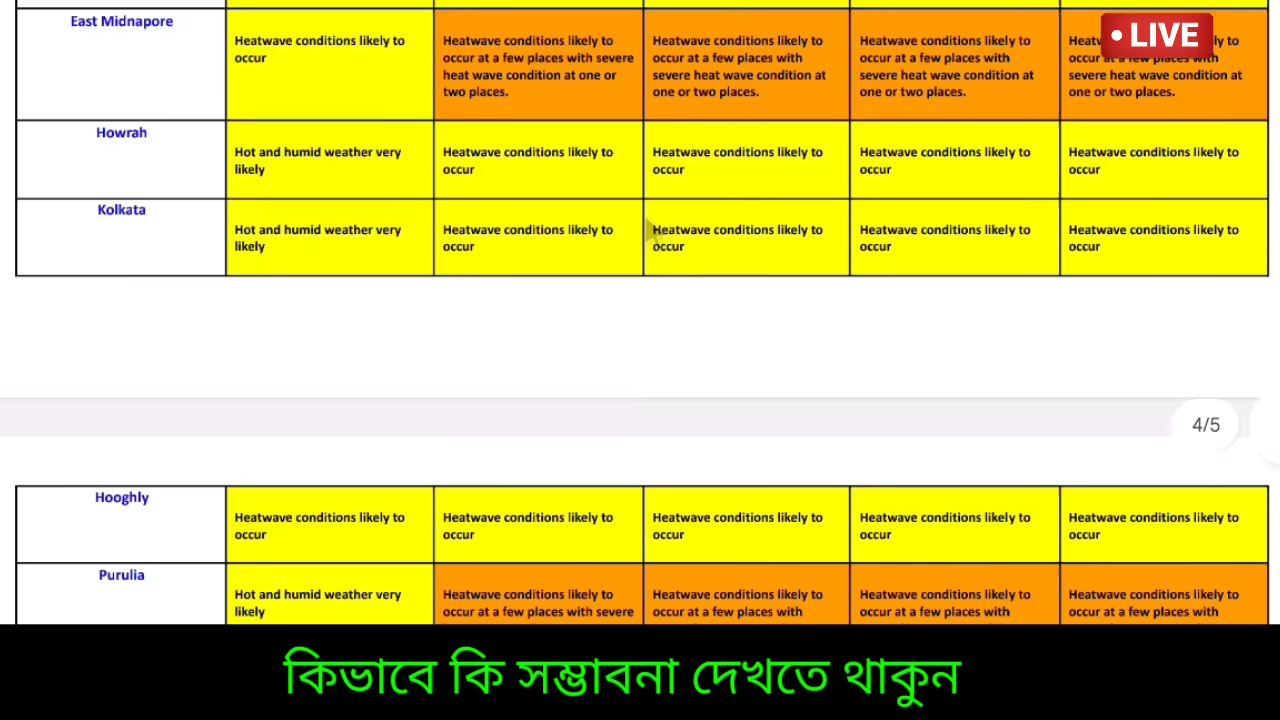 East Midnapore
Heatwave conditions likely to
occur
Heatwave conditions likely to
occur at a few places with severe
heat wave condition at one or
two places.
Heatwave conditions likely to
occur at a few places with
severe heat wave condition at
one or two places.
Heatwave conditions likely to
occur at a few places with
severe heat wave condition at
one or two places.
• LIVE
Heatw ly to
occur at a few places with
severe heat wave condition at
one or two places.
Howrah
Hot and humid weather very
likely
Heatwave conditions likely to
occur
Heatwave conditions likely to
occur
Heatwave conditions likely to
occur
Heatwave conditions likely to
occur
Kolkata
Hot and humid weather very
likely
Heatwave conditions likely to
occur
Heatwave conditions likely to
occur
Heatwave conditions likely to
occur
Heatwave conditions likely to
occur
4/5
Hooghly
Heatwave conditions likely to
occur
Heatwave conditions likely to
occur
Heatwave conditions likely to
occur
Heatwave conditions likely to
occur
Heatwave conditions likely to
occur
Purulia
Hot and humid weather very
likely
Heatwave conditions likely to
occur at a few places with severe
Heatwave conditions likely to
occur at a few places with
Heatwave conditions likely to
occur at a few places with
Heatwave conditions likely to
occur at a few places with
কিভাবে কি সম্ভাবনা দেখতে থাকুন